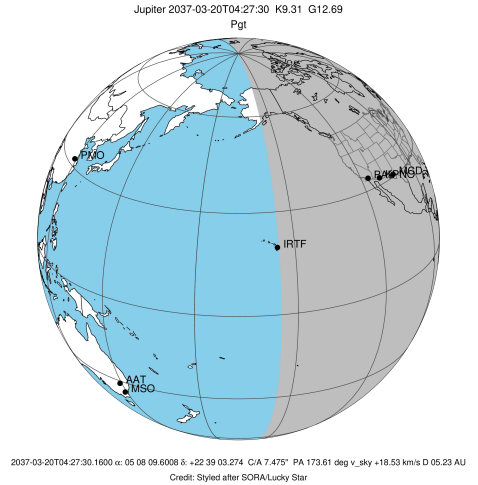 Jupiter 2037-03-20T04:27:30 K9.31 G12.69
Pgt
PMO
IRTF
AAT
MSO
2037-03-20T04:27:30.1600 α: 05 08 09.6008 δ: +22 39 03.274 C/A 7.475" PA 173.61 deg v_sky +18.53 km/s D 05.23 AU
Credit: Styled after SORA/Lucky Star